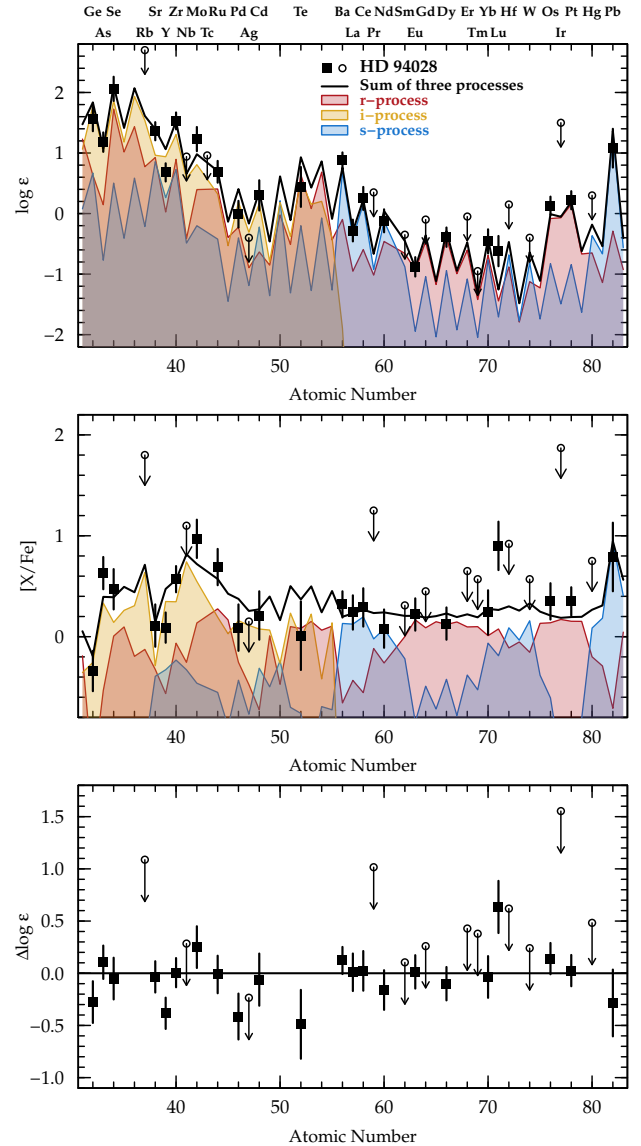 Ge Se Sr Zr Mo Ru Pd Cd Te Ba Ce Nd Sm Gd Dy Er Yb Hf W Os Pt Hg Pb
As Rb Y Nb Tc Ag La Pr Eu Tm Lu Ir
HD 94028
Sum of three processes
r−process
i−process
s−process
log ε
2
1
0
−1
−2
40 50 60 70 80
Atomic Number
[X/Fe]
2
1
0
40 50 60 70 80
Atomic Number
Δlog ε
1.5
1.0
0.5
0.0
−0.5
−1.0
40 50 60 70 80
Atomic Number